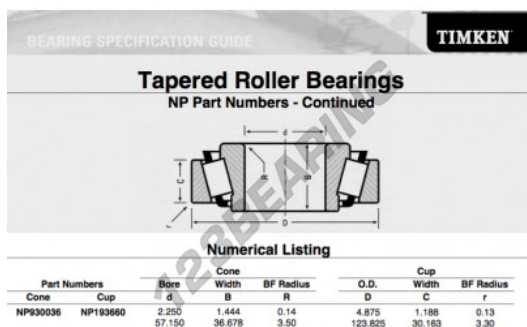 BEARING SPECIFICATION GUIDE
TIMKEN
Tapered Roller Bearings
NP Part Numbers - Continued
d
R
B
C
r
D
123BEARING
Numerical Listing
Cone Cup
Part Numbers Bore Width BF Radius O.D. Width BF Radius
Cone Cup d B R D C r
NP930036 NP193660 2.250 1.444 0.14 4.875 1.188 0.13
57.150 36.678 3.50 123.825 30.163 3.30